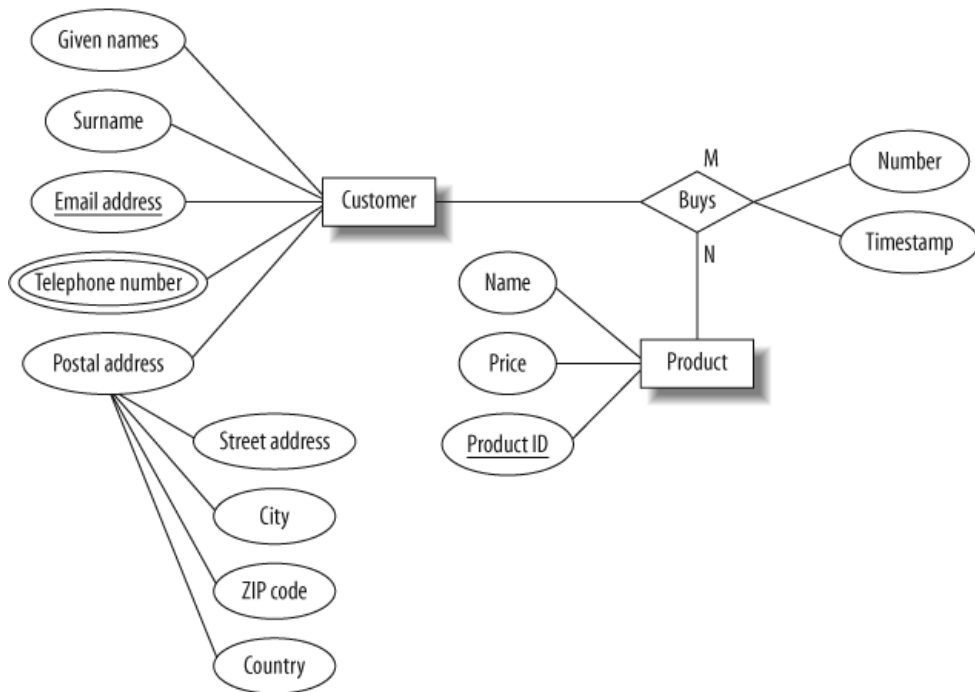 Given names
Surname
Email address
Telephone number
Postal address
Street address
City
ZIP code
Country
Customer
M
Buys
N
Number
Timestamp
Name
Price
Product ID
Product